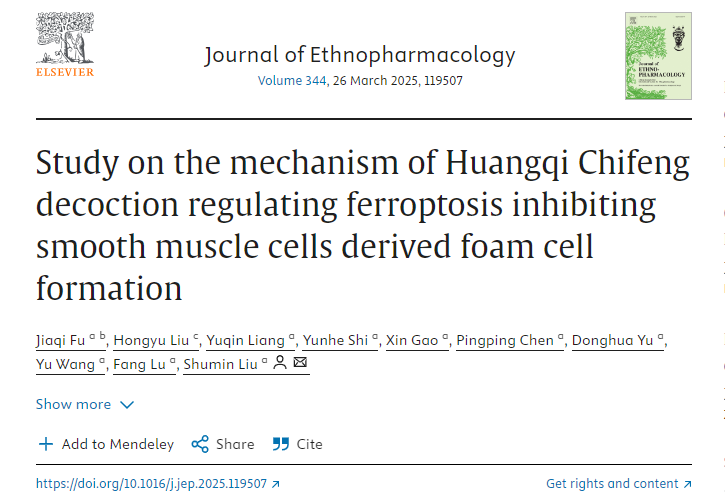 ELSEVIER
Journal of Ethnopharmacology
Volume 344, 26 March 2025, 119507
Journal of
ETHNO-
PHARMACOLOGY
Study on the mechanism of Huangqi Chifeng
decoction regulating ferroptosis inhibiting
smooth muscle cells derived foam cell
formation
Jiaqi Fu a b, Hongyu Liu c, Yuqin Liang a, Yunhe Shi a, Xin Gao a, Pingping Chen a, Donghua Yu a,
Yu Wang a, Fang Lu a, Shumin Liu a
Show more
Add to Mendeley Share Cite
https://doi.org/10.1016/j.jep.2025.119507 ↗ Get rights and content ↗